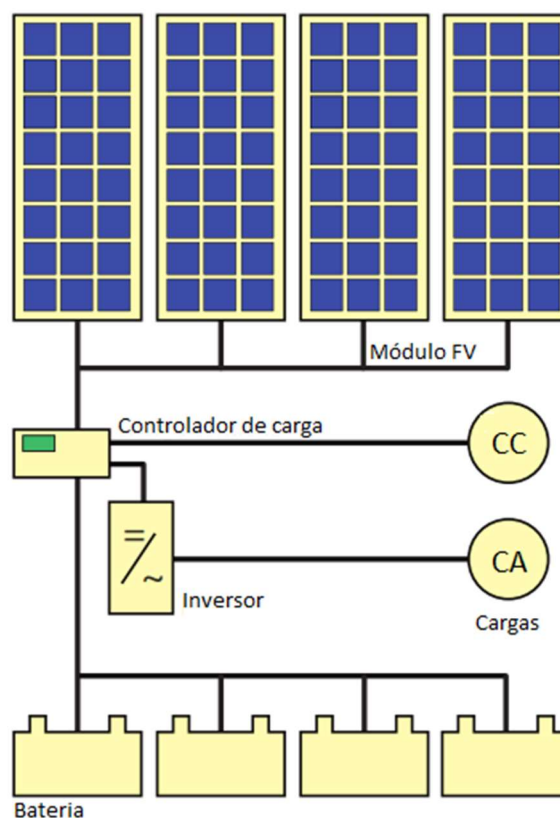 Módulo FV
Controlador de carga
CC
=
~
CA
Inversor
Cargas
Bateria